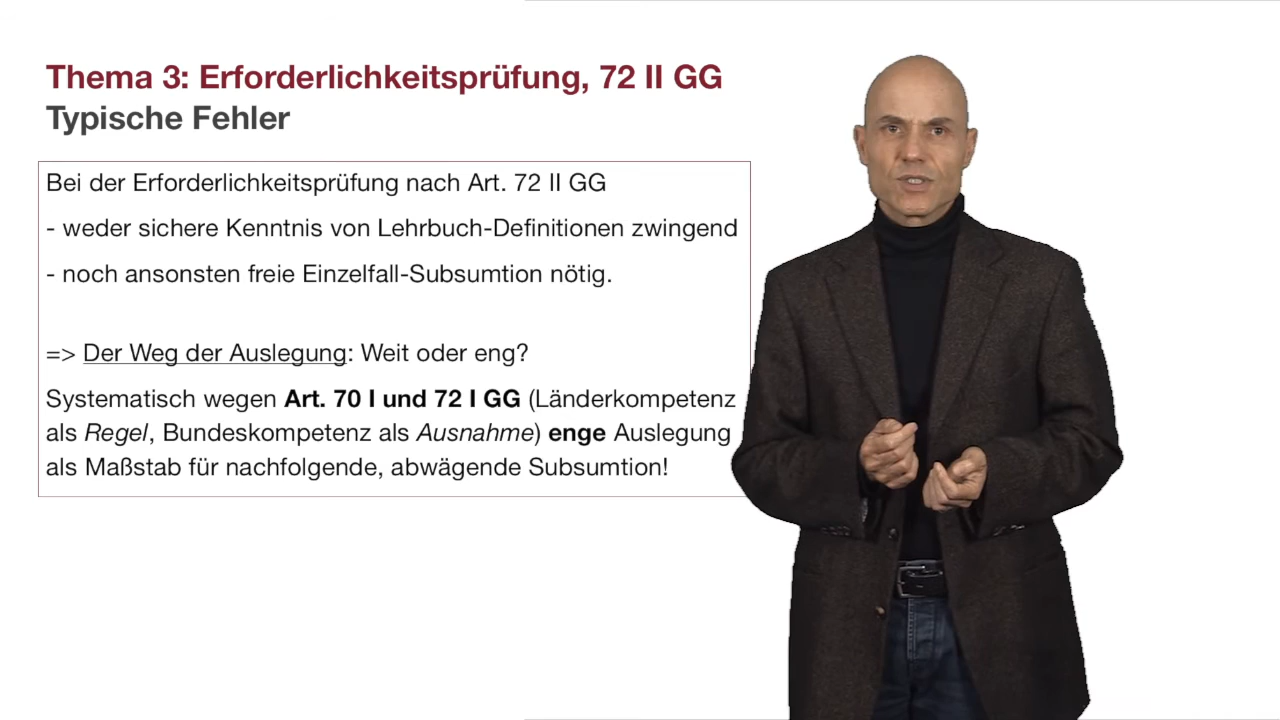 Thema 3: Erforderlichkeitsprüfung, 72 II GG
Typische Fehler
Bei der Erforderlichkeitsprüfung nach Art. 72 II GG
- weder sichere Kenntnis von Lehrbuch-Definitionen zwingend
- noch ansonsten freie Einzelfall-Subsumtion nötig.
=> Der Weg der Auslegung: Weit oder eng?
Systematisch wegen Art. 70 I und 72 I GG (Länderkompetenz
als Regel, Bundeskompetenz als Ausnahme) enge Auslegung
als Maßstab für nachfolgende, abwägende Subsumtion!